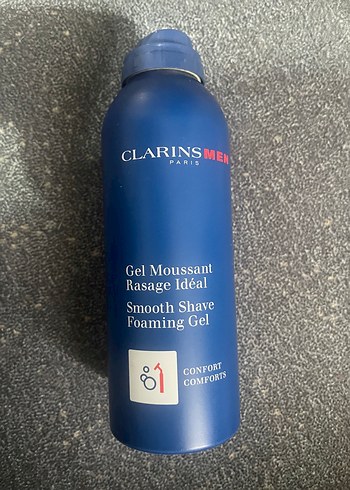 CLARINSMEN
PARIS
Gel Moussant
Rasage Idéal
Smooth Shave
Foaming Gel
CONFORT
COMFORTS